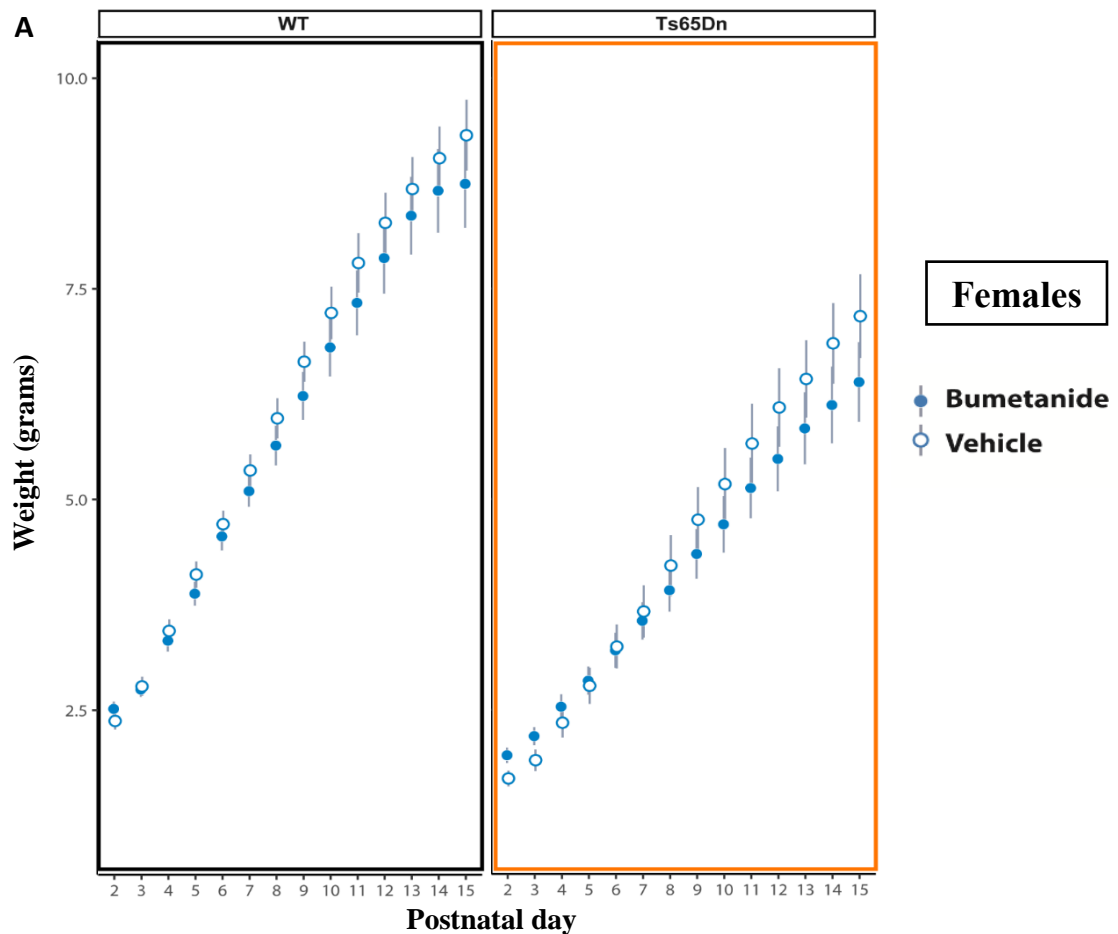 A
WT
Ts65Dn
10.0
7.5
5.0
2.5
Weight (grams)
2 3 4 5 6 7 8 9 10 11 12 13 14 15
2 3 4 5 6 7 8 9 10 11 12 13 14 15
Postnatal day
Females
Bumetanide
Vehicle